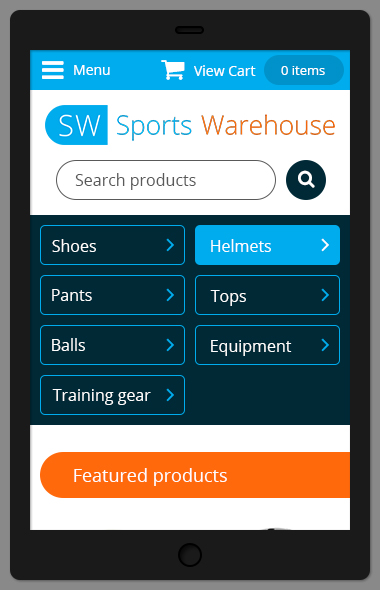 Menu View Cart 0 items
SW Sports Warehouse
Search products
Shoes Helmets
Pants Tops
Balls Equipment
Training gear
Featured products